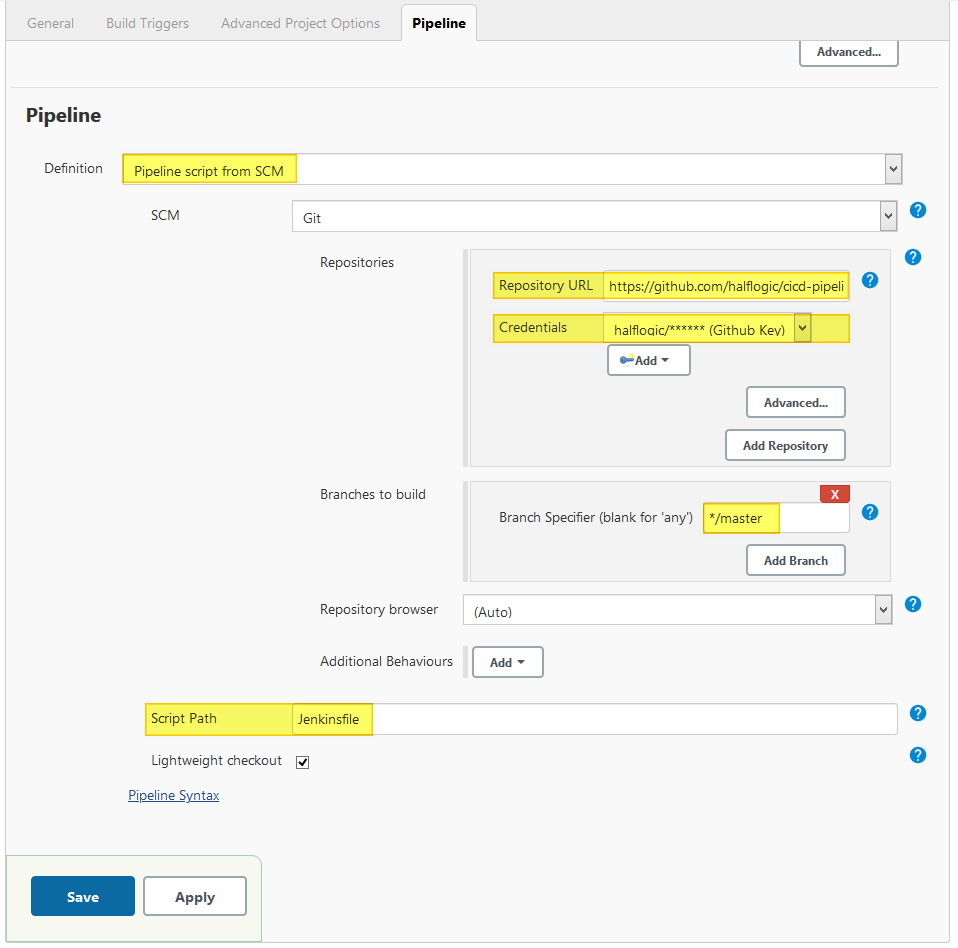 General Build Triggers Advanced Project Options Pipeline
Advanced...
Pipeline
Definition Pipeline script from SCM
SCM Git ?
Repositories ?
Repository URL https://github.com/halflogic/cicd-pipeli ?
Credentials halflogic/****** (Github Key)
Add
Advanced...
Add Repository
Branches to build X
Branch Specifier (blank for 'any') */master ?
Add Branch
Repository browser (Auto) ?
Additional Behaviours Add
Script Path Jenkinsfile ?
Lightweight checkout ?
Pipeline Syntax
Save Apply